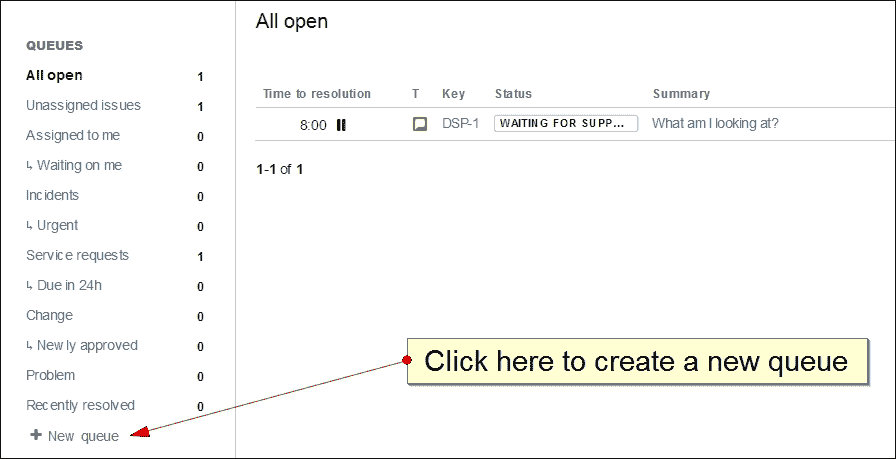 All open
QUEUES
All open 1
Unassigned issues 1
Assigned to me 0
↳ Waiting on me 0
Incidents 0
↳ Urgent 0
Service requests 1
↳ Due in 24h 0
Change 0
↳ Newly approved 0
Problem 0
Recently resolved 0
+ New queue
Time to resolution T Key Status Summary
8:00 DSP-1 WAITING FOR SUPP... What am I looking at?
1-1 of 1
Click here to create a new queue